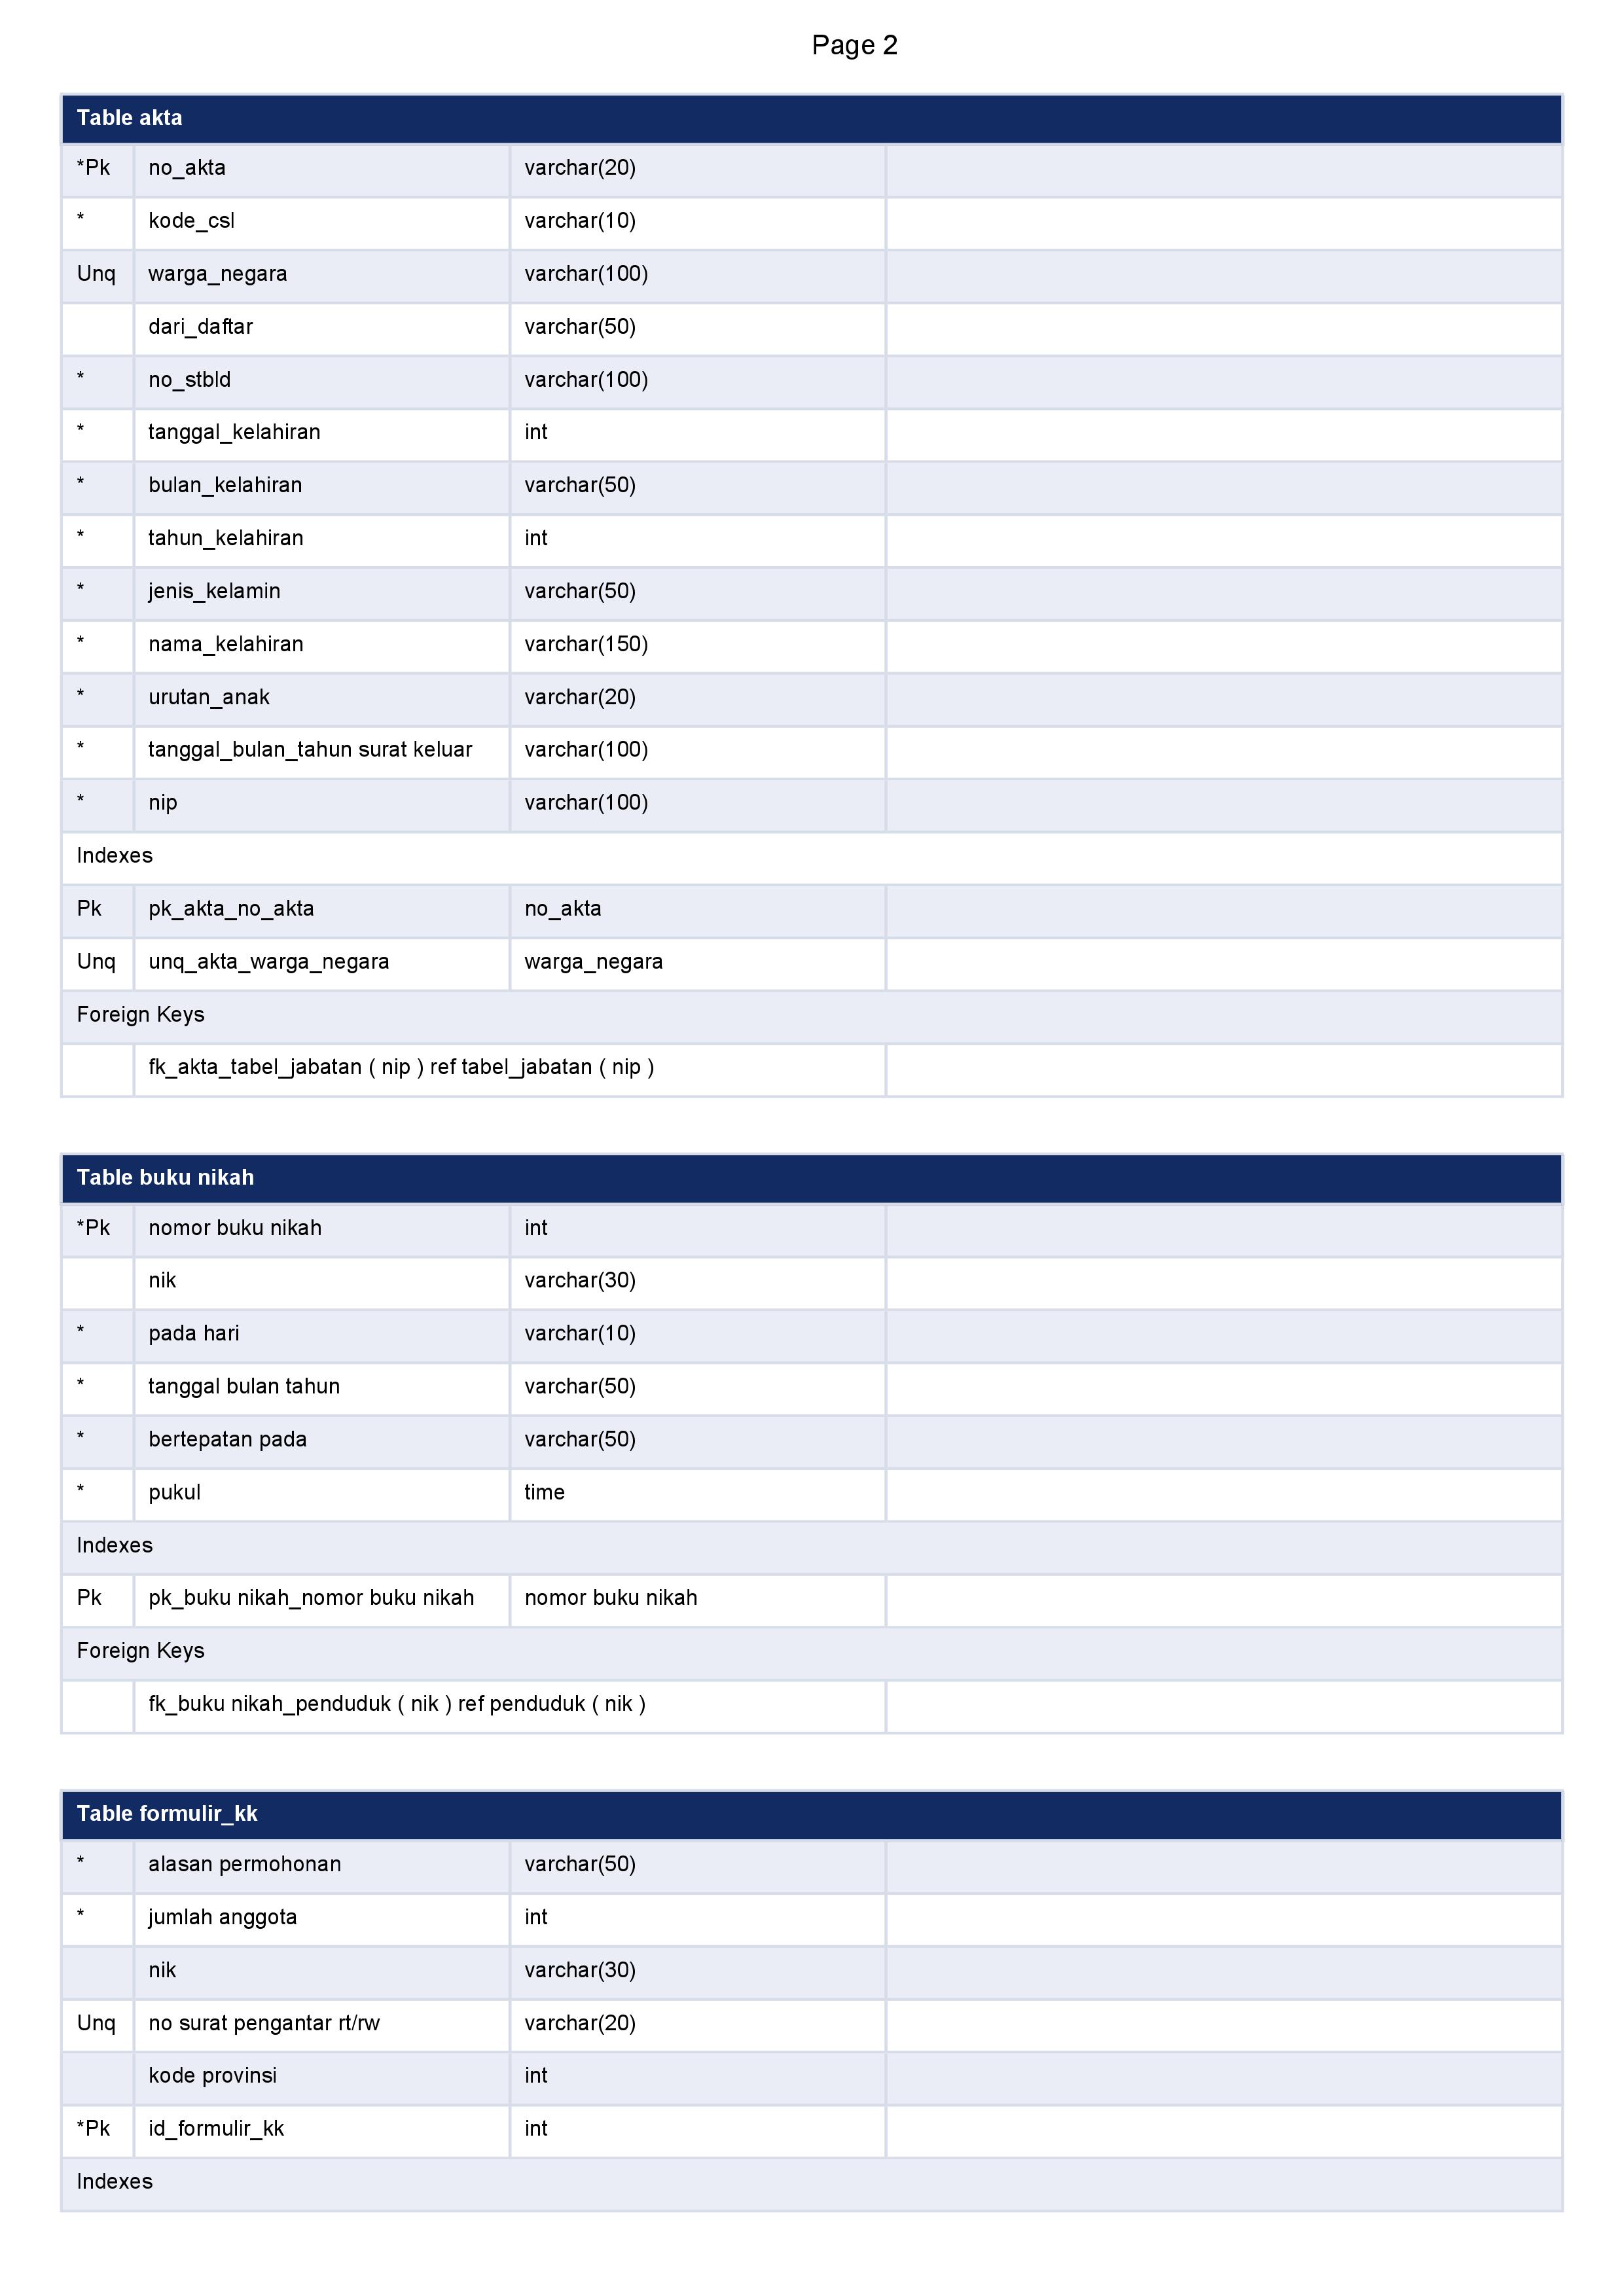 Page 2
Table akta
*Pk no_akta varchar(20)
* kode_csl varchar(10)
Unq warga_negara varchar(100)
dari_daftar varchar(50)
* no_stbld varchar(100)
* tanggal_kelahiran int
* bulan_kelahiran varchar(50)
* tahun_kelahiran int
* jenis_kelamin varchar(50)
* nama_kelahiran varchar(150)
* urutan_anak varchar(20)
* tanggal_bulan_tahun surat keluar varchar(100)
* nip varchar(100)
Indexes
Pk pk_akta_no_akta no_akta
Unq unq_akta_warga_negara warga_negara
Foreign Keys
fk_akta_tabel_jabatan ( nip ) ref tabel_jabatan ( nip )
Table buku nikah
*Pk nomor buku nikah int
nik varchar(30)
* pada hari varchar(10)
* tanggal bulan tahun varchar(50)
* bertepatan pada varchar(50)
* pukul time
Indexes
Pk pk_buku nikah_nomor buku nikah nomor buku nikah
Foreign Keys
fk_buku nikah_penduduk ( nik ) ref penduduk ( nik )
Table formulir_kk
* alasan permohonan varchar(50)
* jumlah anggota int
nik varchar(30)
Unq no surat pengantar rt/rw varchar(20)
kode provinsi int
*Pk id_formulir_kk int
Indexes